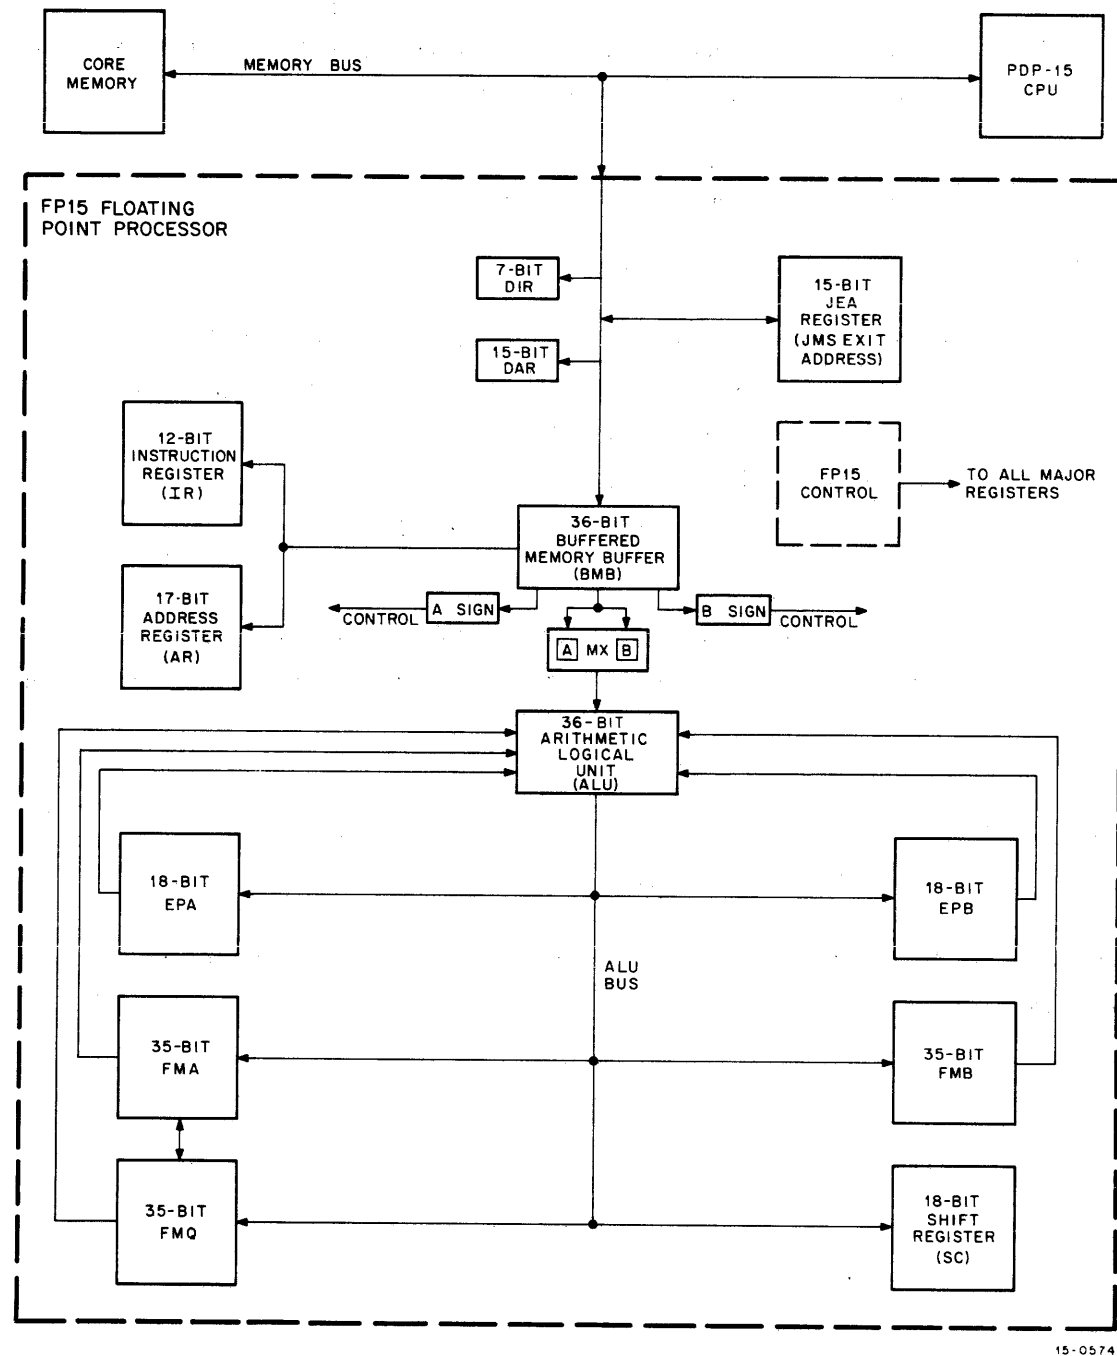 CORE
MEMORY
MEMORY BUS
PDP-15
CPU
FP15 FLOATING
POINT PROCESSOR
7-BIT
DIR
15-BIT
JEA
REGISTER
(JMS EXIT
ADDRESS)
15-BIT
DAR
12-BIT
INSTRUCTION
REGISTER
(IR)
FP15
CONTROL
TO ALL MAJOR
REGISTERS
36-BIT
BUFFERED
MEMORY BUFFER
(BMB)
17-BIT
ADDRESS
REGISTER
(AR)
CONTROL
A SIGN
B SIGN
CONTROL
A MX B
36-BIT
ARITHMETIC
LOGICAL
UNIT
(ALU)
18-BIT
EPA
18-BIT
EPB
ALU
BUS
35-BIT
FMA
35-BIT
FMB
35-BIT
FMQ
18-BIT
SHIFT
REGISTER
(SC)
15-0574